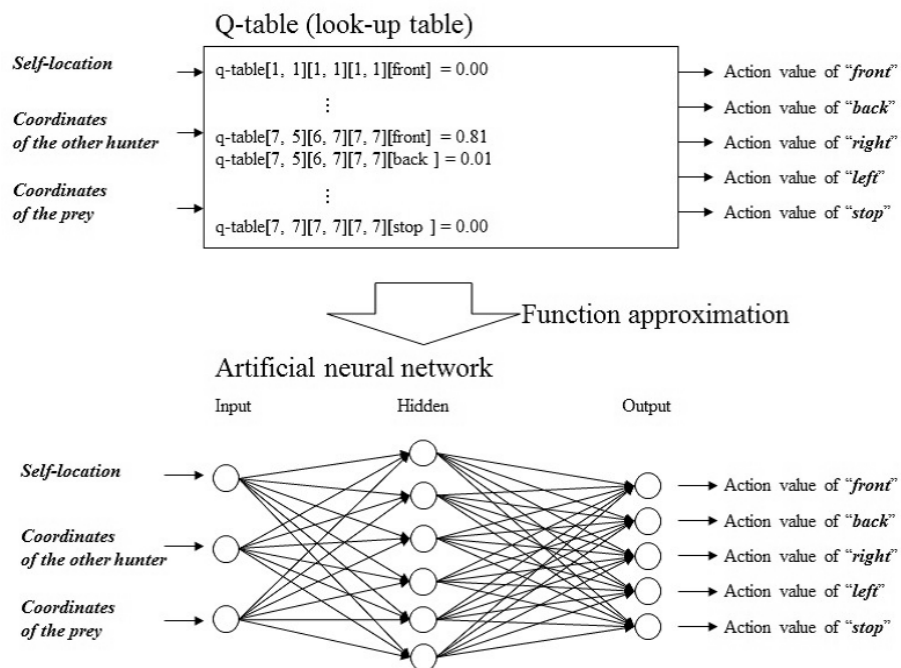 Q-table (look-up table)
Self-location
q-table[1, 1][1, 1][1, 1][front] = 0.00
Action value of “front”
⋮
Action value of “back”
Coordinates
of the other hunter
q-table[7, 5][6, 7][7, 7][front] = 0.81
Action value of “right”
q-table[7, 5][6, 7][7, 7][back ] = 0.01
Action value of “left”
Coordinates
of the prey
⋮
Action value of “stop”
q-table[7, 7][7, 7][7, 7][stop ] = 0.00
Function approximation
Artificial neural network
Input Hidden Output
Self-location
Action value of “front”
Coordinates
of the other hunter
Action value of “back”
Action value of “right”
Coordinates
of the prey
Action value of “left”
Action value of “stop”